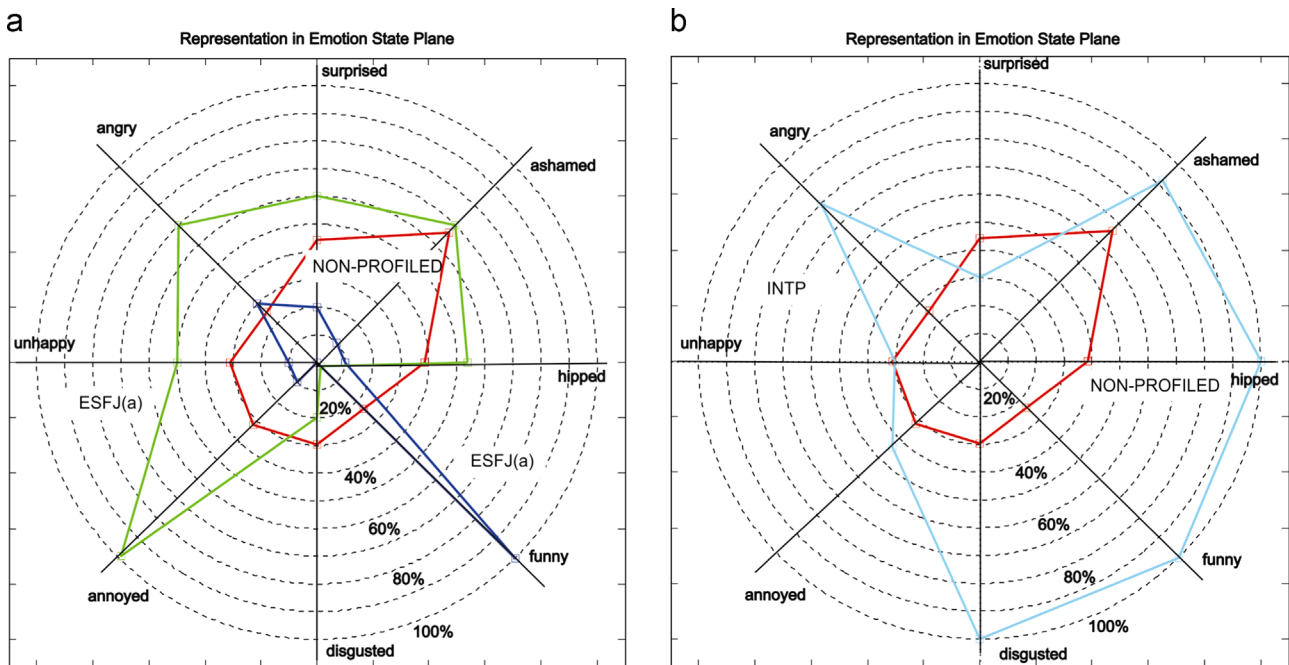 a
Representation in Emotion State Plane
surprised
angry
ashamed
NON-PROFILED
unhappy
hipped
ESFJ(a)
20%
ESFJ(a)
40%
60%
funny
80%
annoyed
100%
disgusted
b
Representation in Emotion State Plane
surprised
angry
ashamed
INTP
unhappy
NON-PROFILED
hipped
20%
40%
60%
funny
80%
annoyed
100%
disgusted